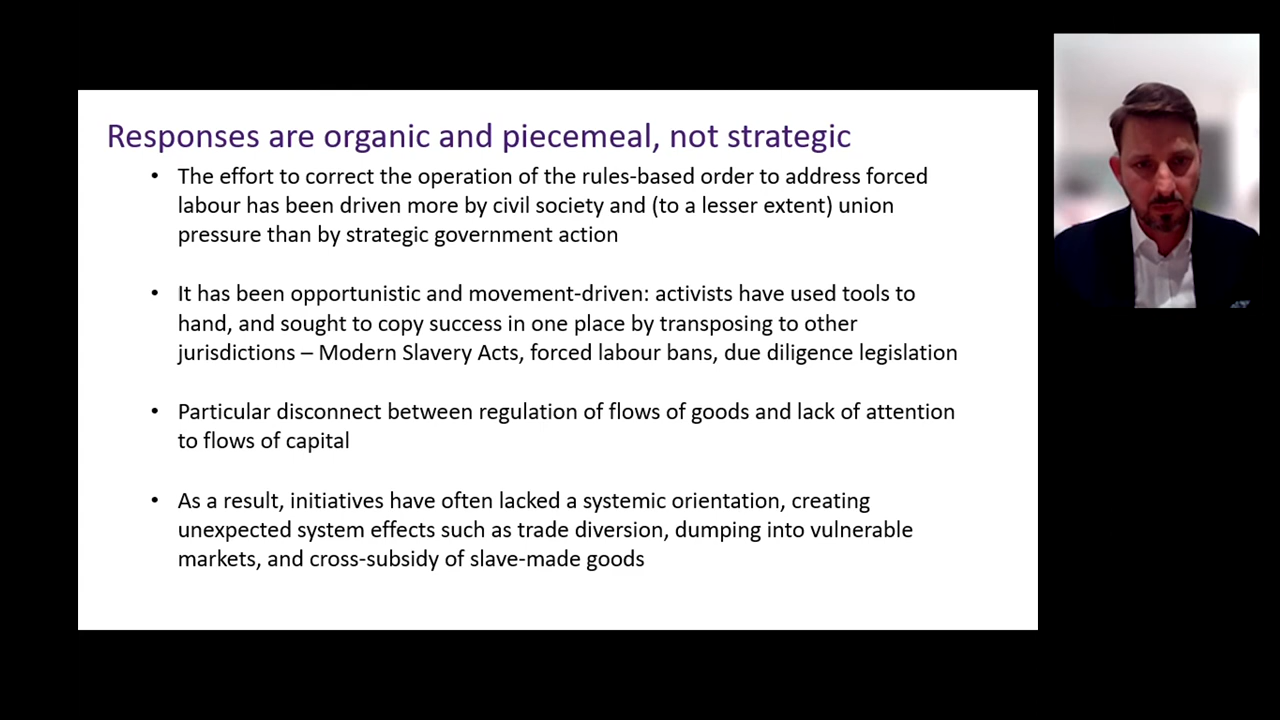 Responses are organic and piecemeal, not strategic
• The effort to correct the operation of the rules-based order to address forced
labour has been driven more by civil society and (to a lesser extent) union
pressure than by strategic government action
• It has been opportunistic and movement-driven: activists have used tools to
hand, and sought to copy success in one place by transposing to other
jurisdictions – Modern Slavery Acts, forced labour bans, due diligence legislation
• Particular disconnect between regulation of flows of goods and lack of attention
to flows of capital
• As a result, initiatives have often lacked a systemic orientation, creating
unexpected system effects such as trade diversion, dumping into vulnerable
markets, and cross-subsidy of slave-made goods